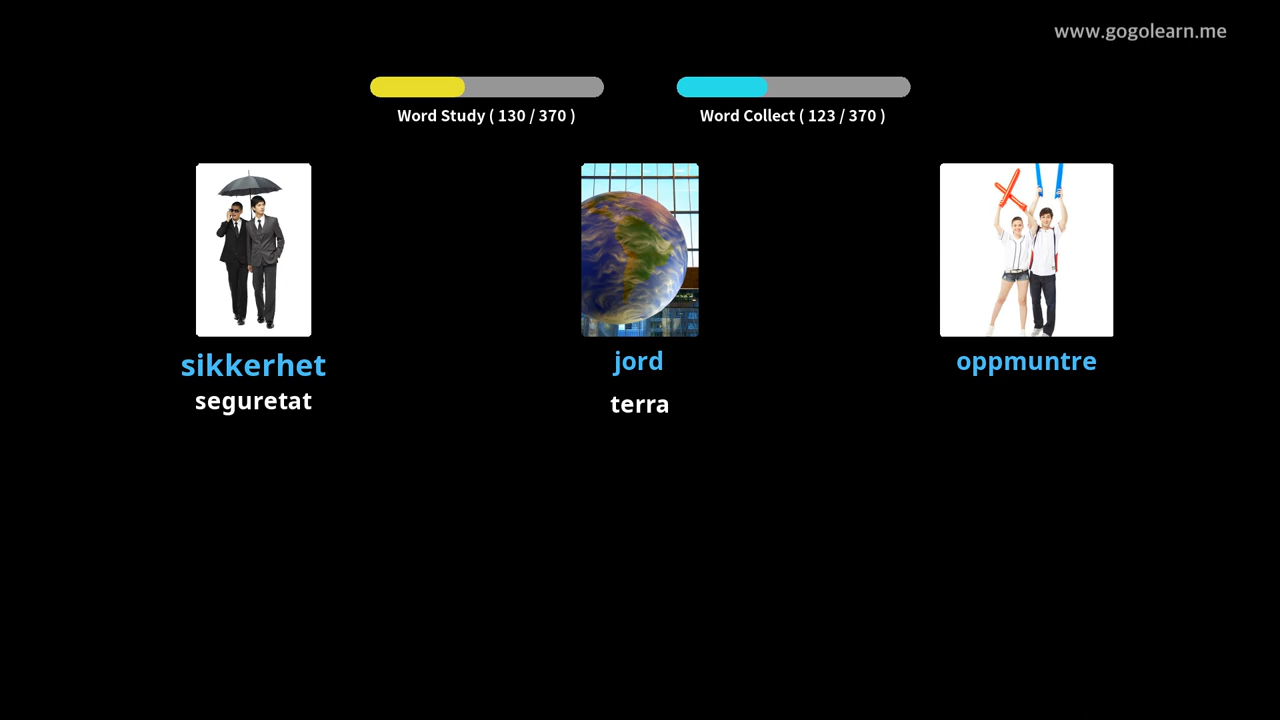 www.gogolearn.me
Word Study ( 130 / 370 )
Word Collect ( 123 / 370 )
sikkerhet
seguretat
jord
terra
oppmuntre